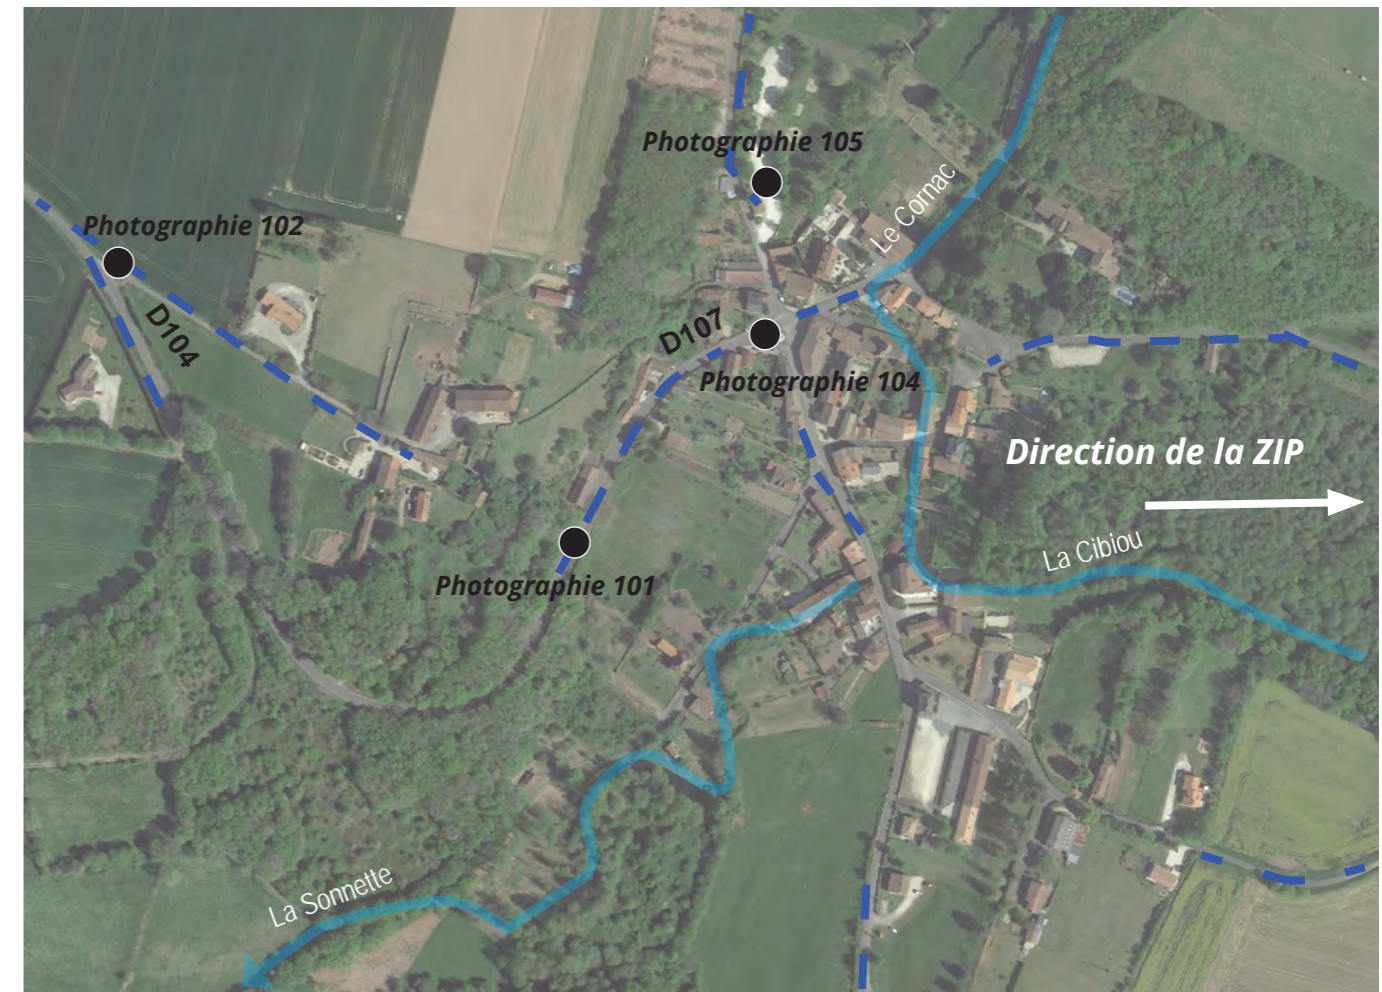 Photographie 105
Le Cornac
Photographie 102
D104
D107
Photographie 104
Direction de la ZIP
La Cibiou
Photographie 101
La Sonnette